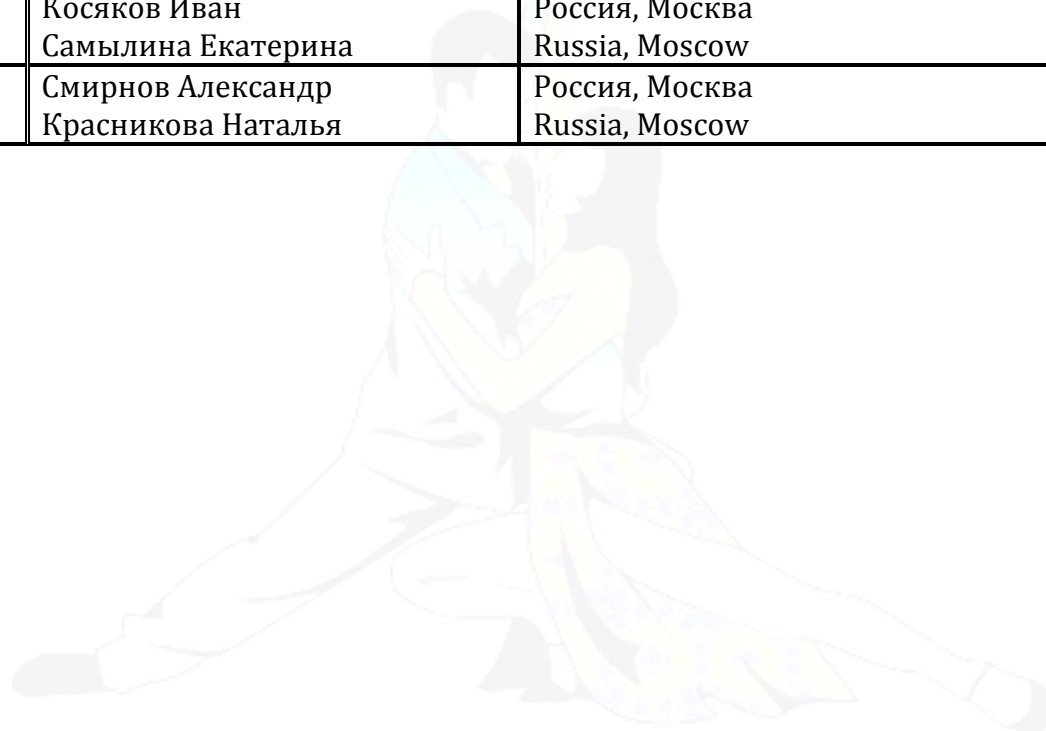 Косяков Иван
Россия, Москва
Самылина Екатерина
Russia, Moscow
Смирнов Александр
Россия, Москва
Красникова Наталья
Russia, Moscow